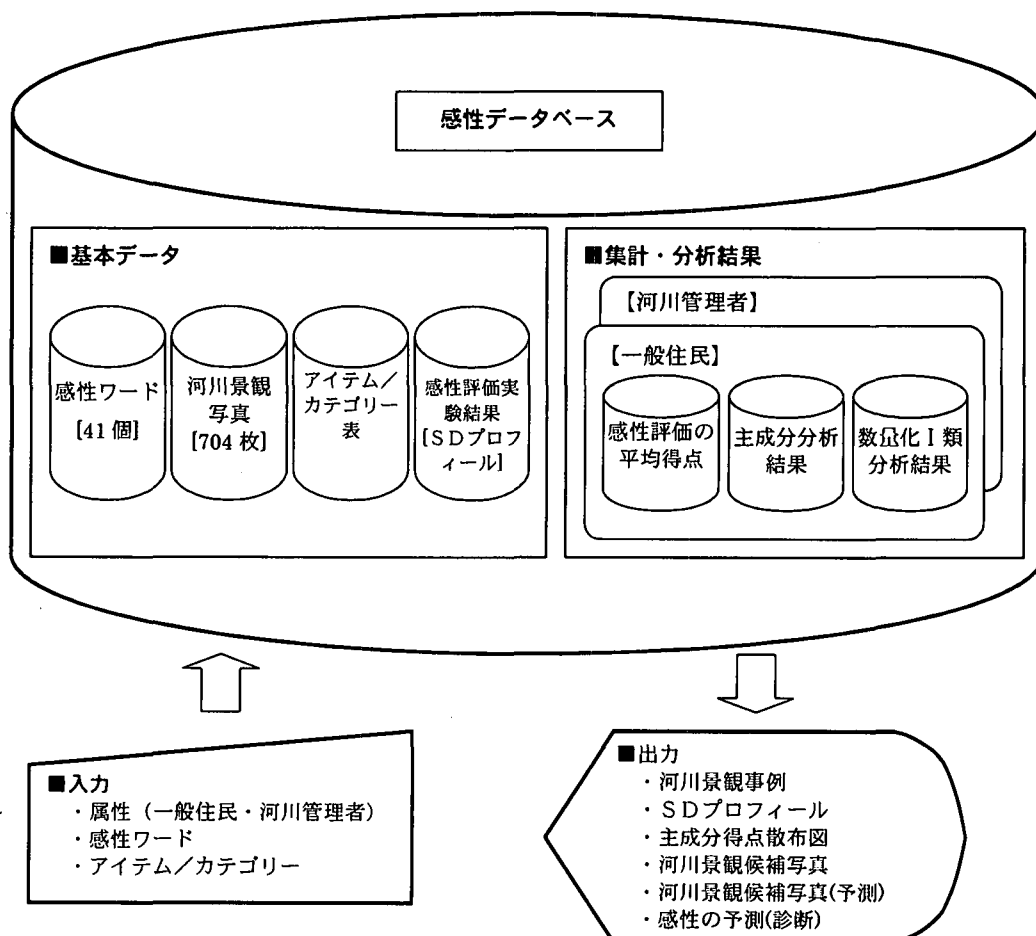 感性データベース
■基本データ
感性ワード
[41個]
河川景観
写真
[704枚]
アイテム／
カテゴリー
表
感性評価実
験結果
[ＳＤプロフ
ィール]
■集計・分析結果
【河川管理者】
【一般住民】
感性評価の
平均得点
主成分分析
結果
数量化Ⅰ類
分析結果
■入力
・属性（一般住民・河川管理者）
・感性ワード
・アイテム／カテゴリー
■出力
・河川景観事例
・ＳＤプロフィール
・主成分得点散布図
・河川景観候補写真
・河川景観候補写真(予測)
・感性の予測(診断)